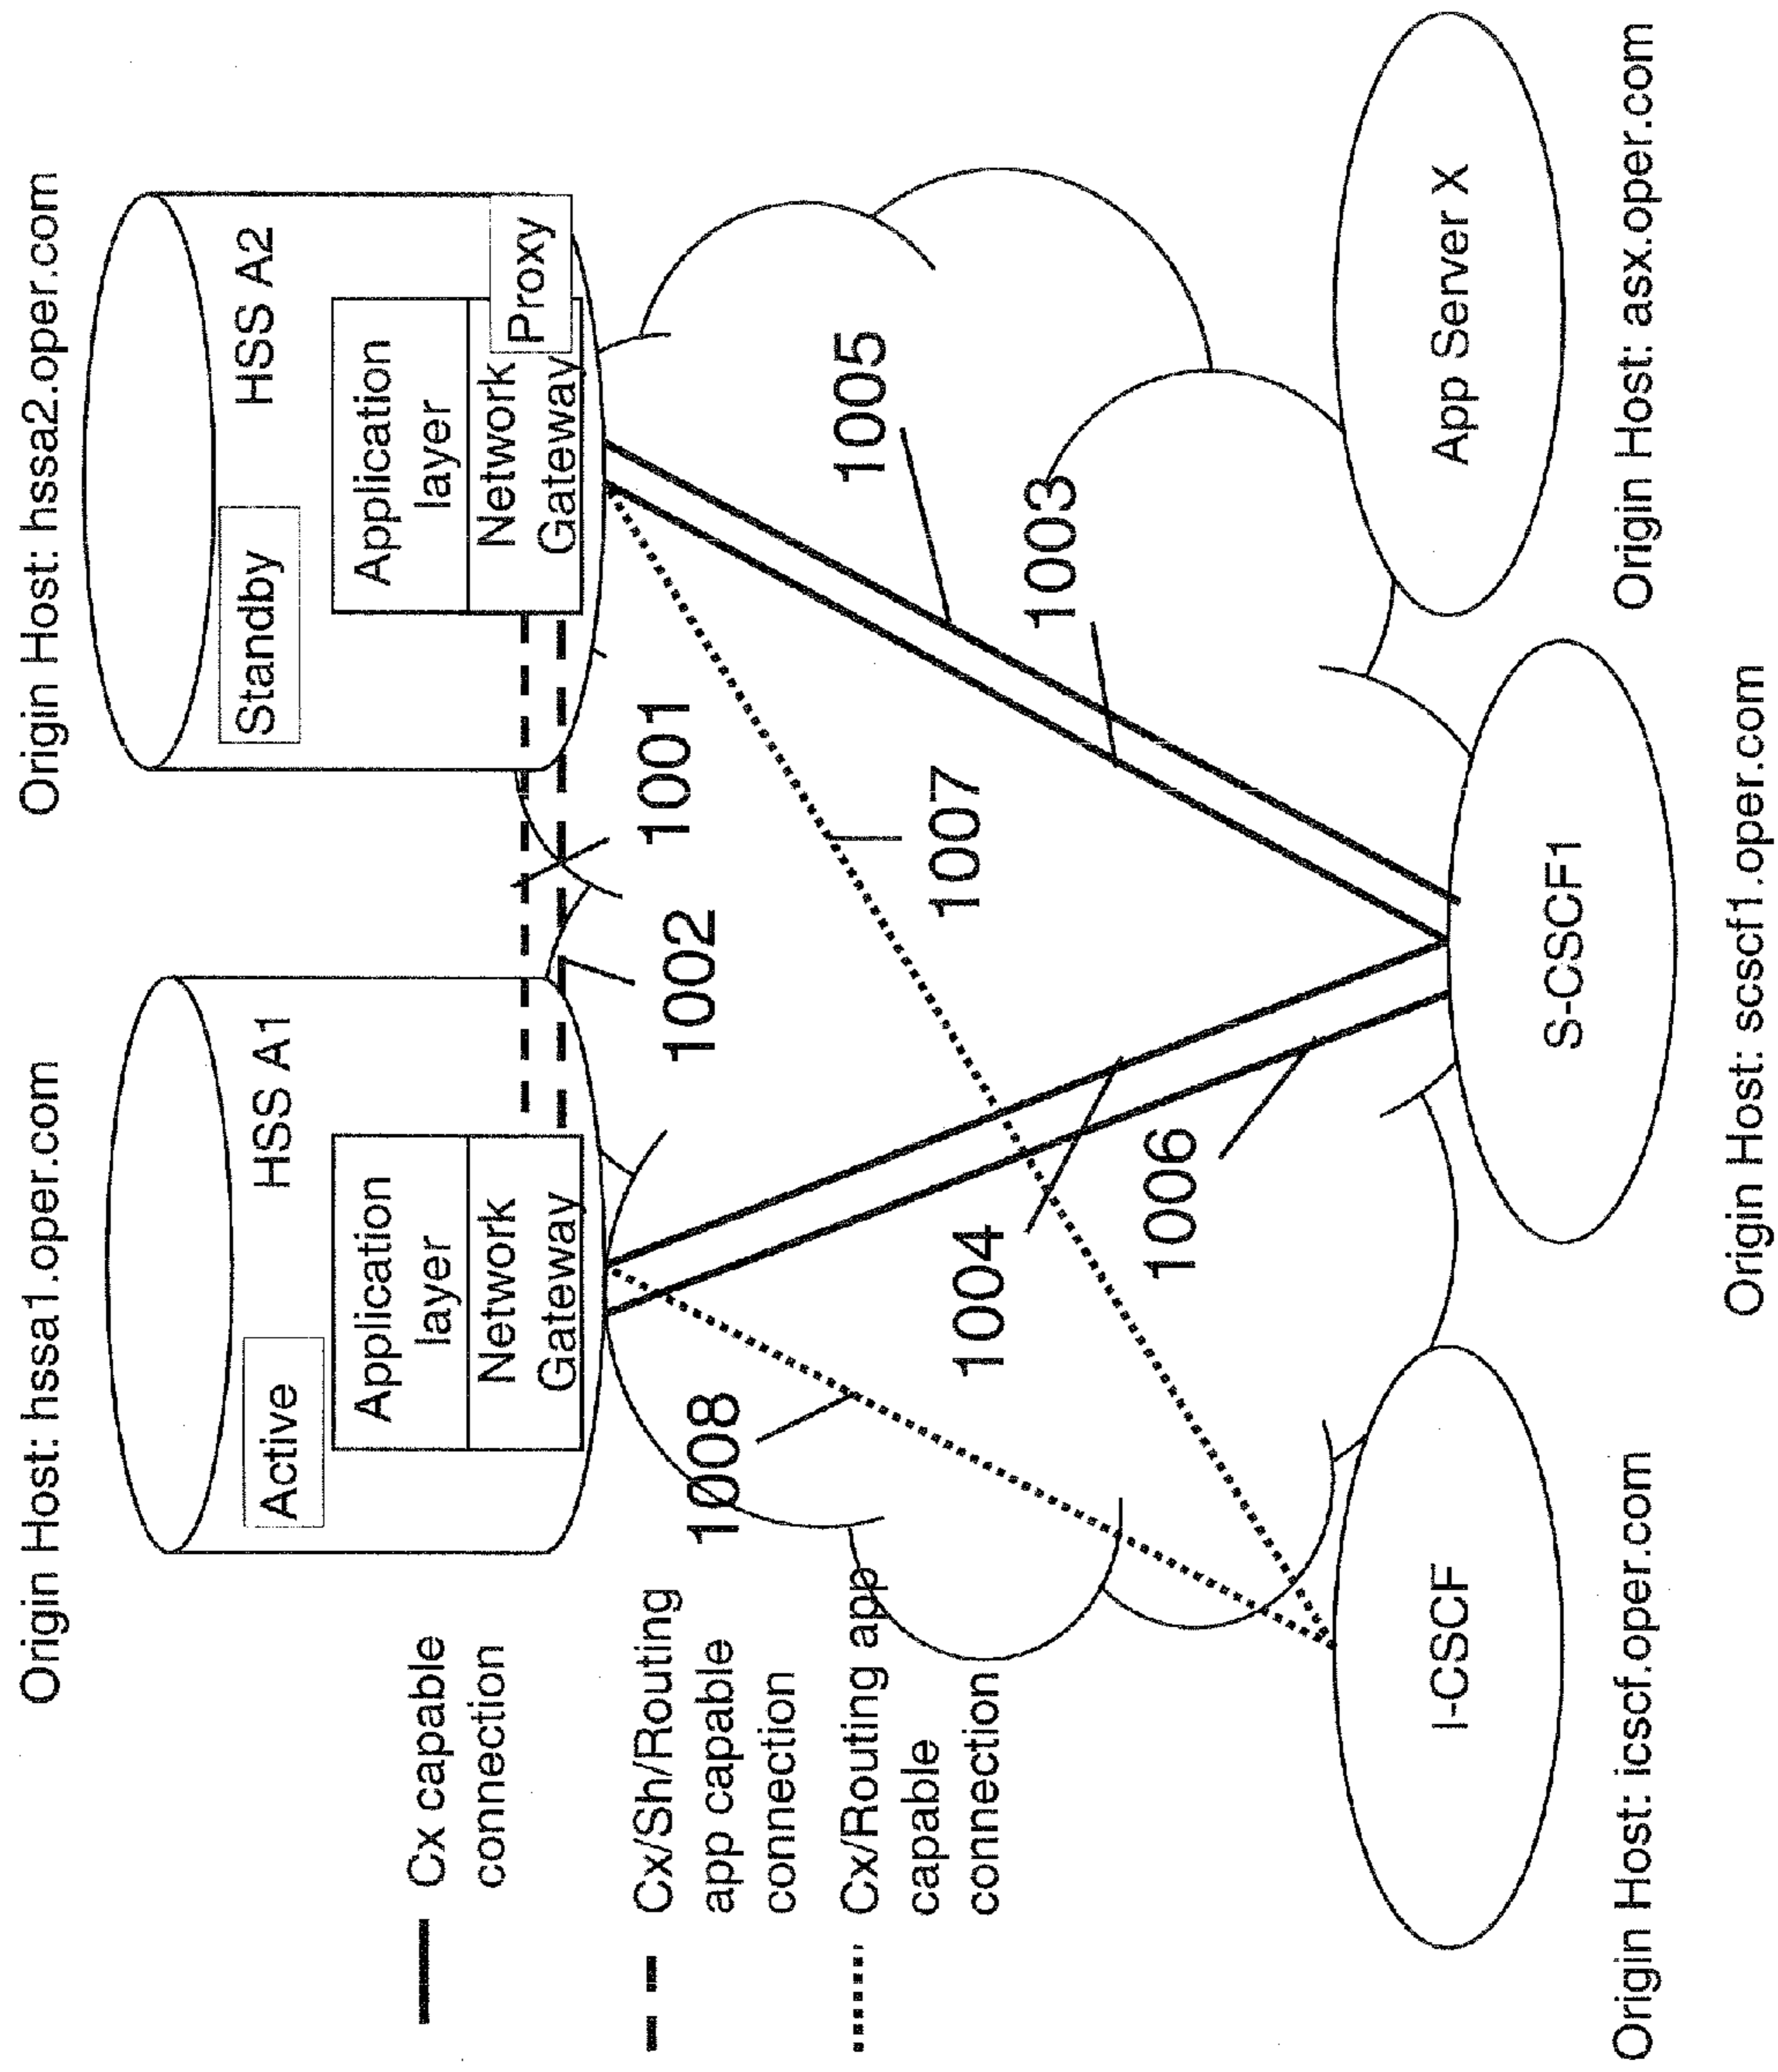 Origin Host: hssa1.oper.com
Origin Host: hssa2.oper.com
HSS A1
Active
Application
layer
Network
Gateway
HSS A2
Standby
Application
layer
Network
Gateway
Proxy
Cx capable
connection
Cx/Sh/Routing
app capable
connection
Cx/Routing app
capable
connection
1001
1002
1008
1007
1005
1003
1004
1006
I-CSCF
S-CSCF1
App Server X
Origin Host: icscf.oper.com
Origin Host: scscf1.oper.com
Origin Host: asx.oper.com